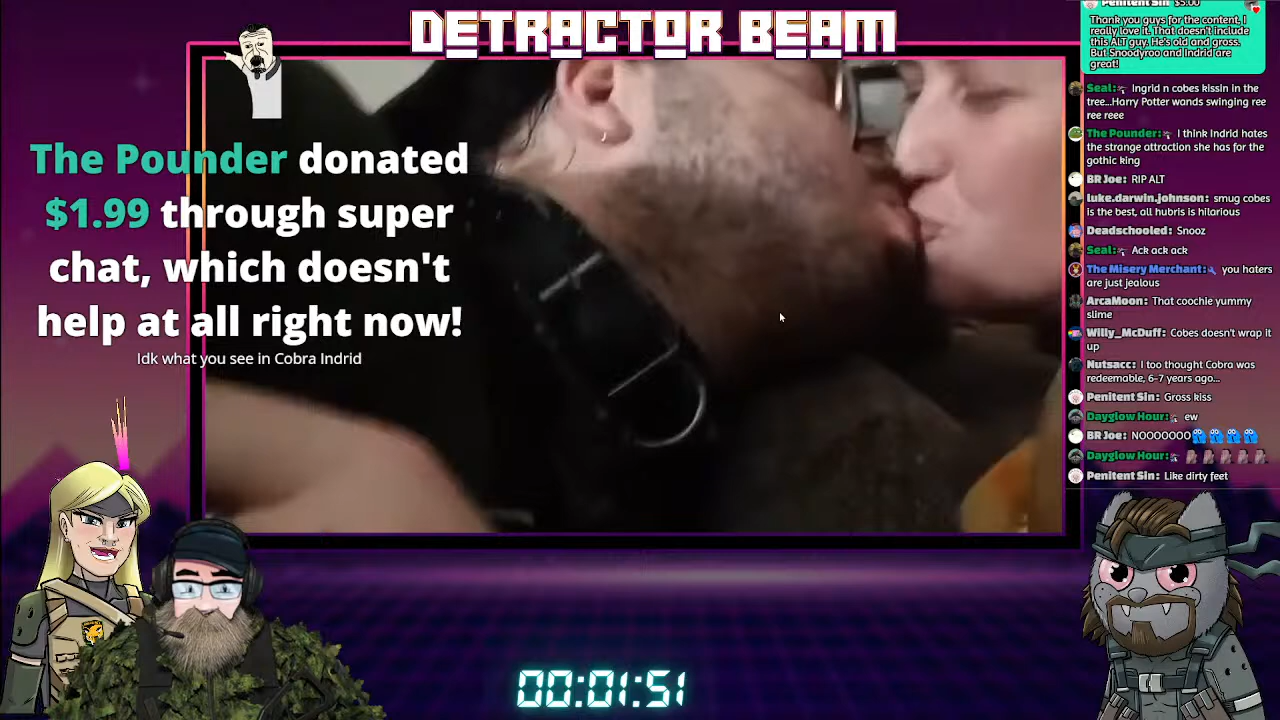 DETRACTOR BEAM
The Pounder donated
$1.99 through super
chat, which doesn't
help at all right now!
Idk what you see in Cobra Indrid
Penitent Sin $5.00
Thank you guys for the content, I
really love it. That doesn't include
this ALT guy. He's old and gross.
But Snoodyroo and Indrid are
great!
Seal: Ingrid n cobes kissin in the
tree...Harry Potter wands swinging ree
ree reee
The Pounder: I think Indrid hates
the strange attraction she has for the
gothic king
BR Joe: RIP ALT
luke.darwin.johnson: smug cobes
is the best, all hubris is hilarious
Deadschooled: Snooz
Seal: Ack ack ack
The Misery Merchant: you haters
are just jealous
ArcaMoon: That coochie yummy
slime
Willy_McDuff: Cobes doesn't wrap it
up
Nutsacc: I too thought Cobra was
redeemable, 6-7 years ago...
Penitent Sin: Gross kiss
Dayglow Hour: ew
BR Joe: NOOOOOOO
Dayglow Hour:
Penitent Sin: Like dirty feet
00:01:51